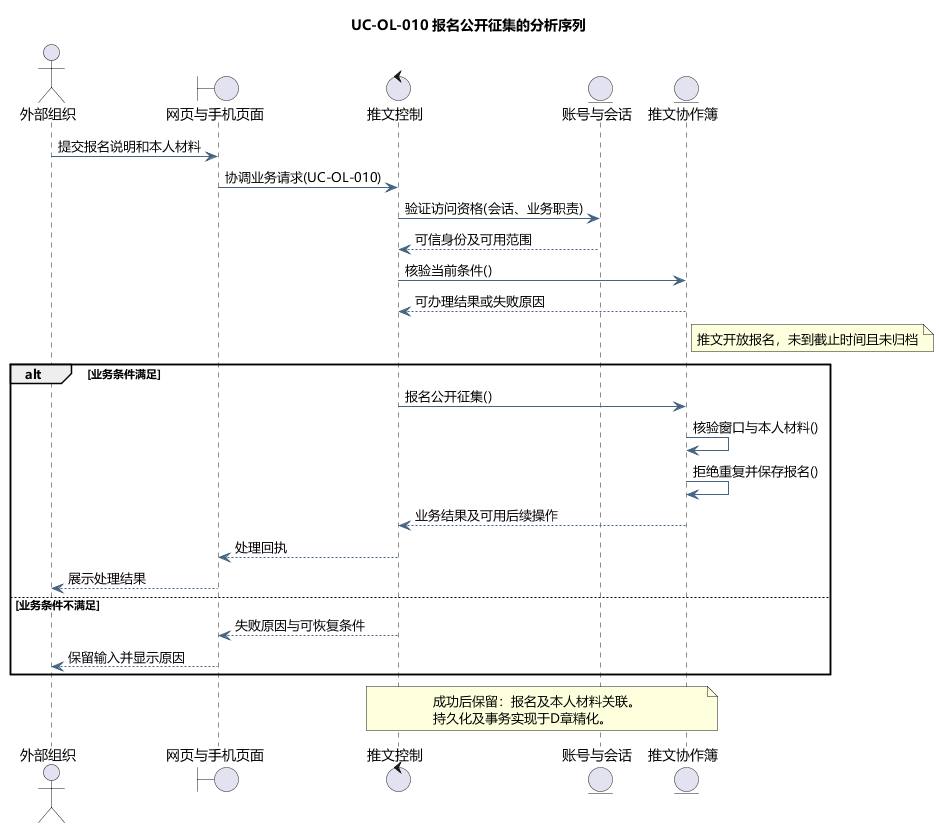 UC-OL-010 报名公开征集的分析序列
外部组织
网页与手机页面
推文控制
账号与会话
推文协作簿
提交报名说明和本人材料
协调业务请求(UC-OL-010)
验证访问资格(会话、业务职责)
可信身份及可用范围
核验当前条件()
可办理结果或失败原因
推文开放报名，未到截止时间且未归档
alt [业务条件满足]
报名公开征集()
核验窗口与本人材料()
拒绝重复并保存报名()
业务结果及可用后续操作
处理回执
展示处理结果
[业务条件不满足]
失败原因与可恢复条件
保留输入并显示原因
成功后保留：报名及本人材料关联。
持久化及事务实现于D章精化。
外部组织
网页与手机页面
推文控制
账号与会话
推文协作簿